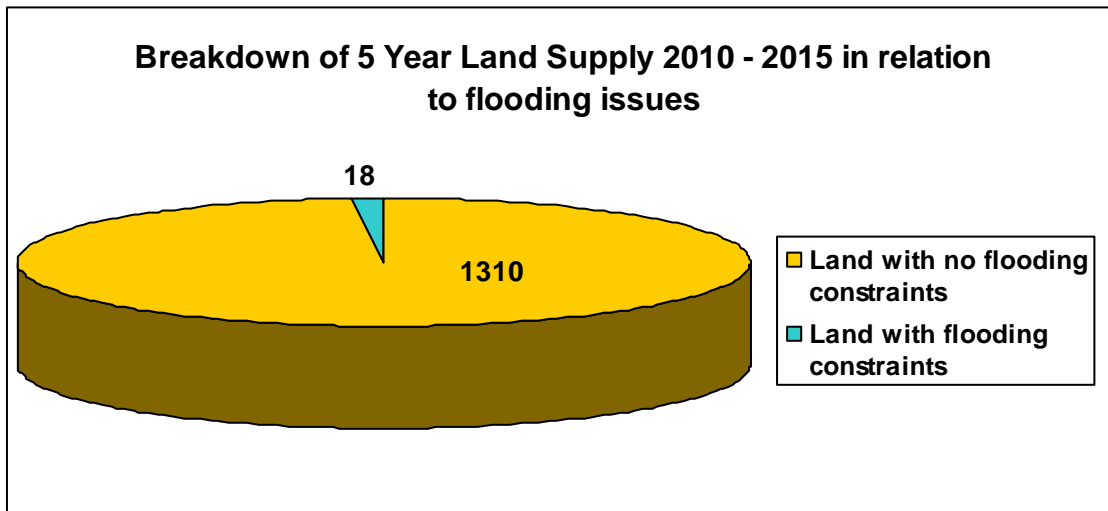 Breakdown of 5 Year Land Supply 2010 - 2015 in relation
to flooding issues
18
1310
Land with no flooding
constraints
Land with flooding
constraints